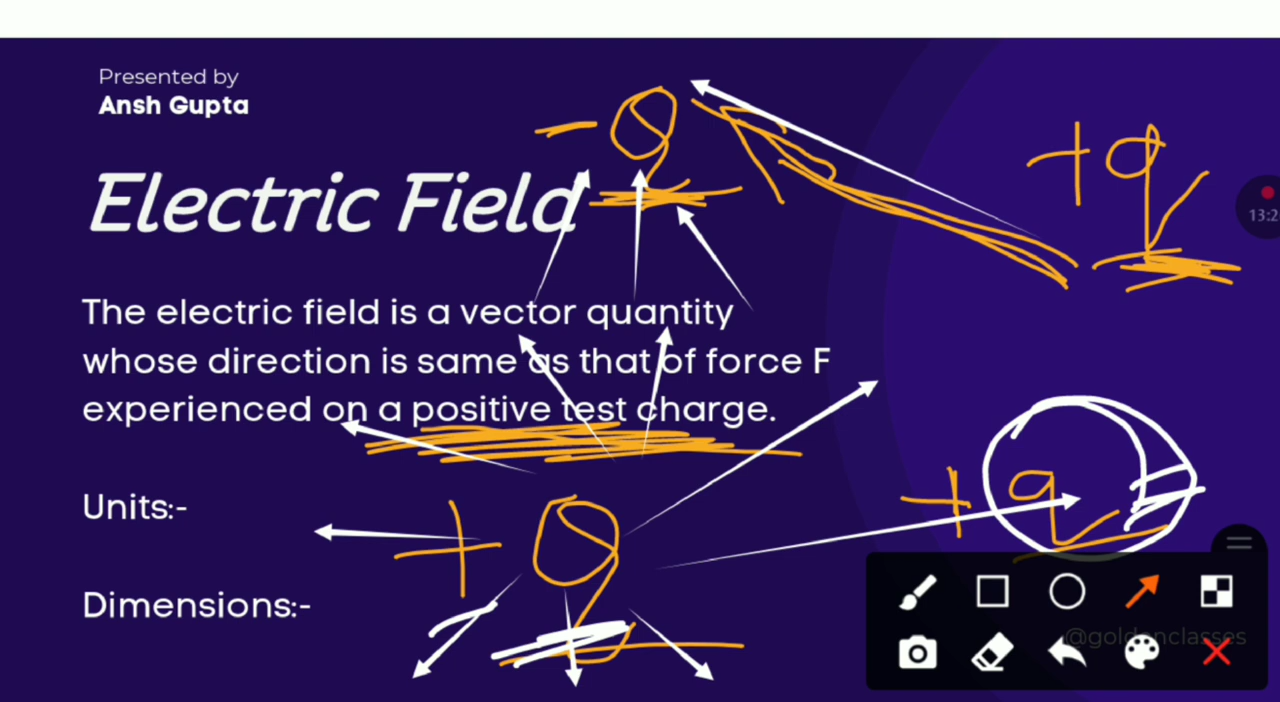 Presented by
Ansh Gupta
- Q
+ q
Electric Field
13:2
The electric field is a vector quantity
whose direction is same as that of force F
experienced on a positive test charge.
Units:-
+ Q
+ q
Dimensions:-
@goldenclasses